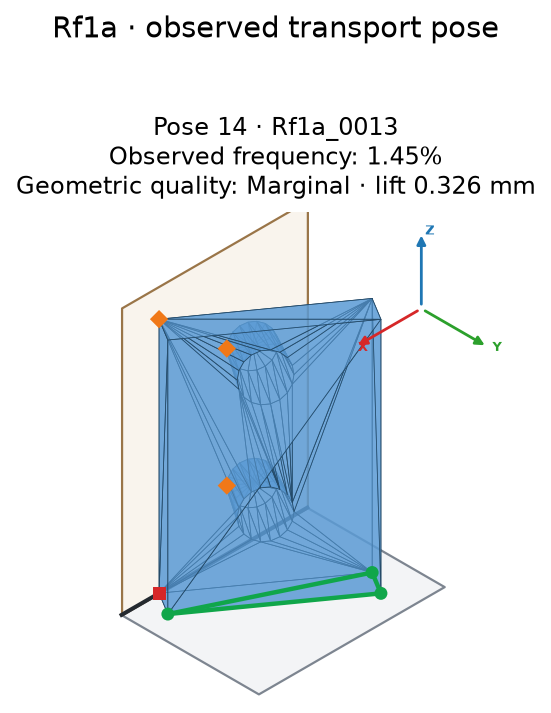 Rf1a · observed transport pose
Pose 14 · Rf1a_0013
Observed frequency: 1.45%
Geometric quality: Marginal · lift 0.326 mm
Z
X
Y